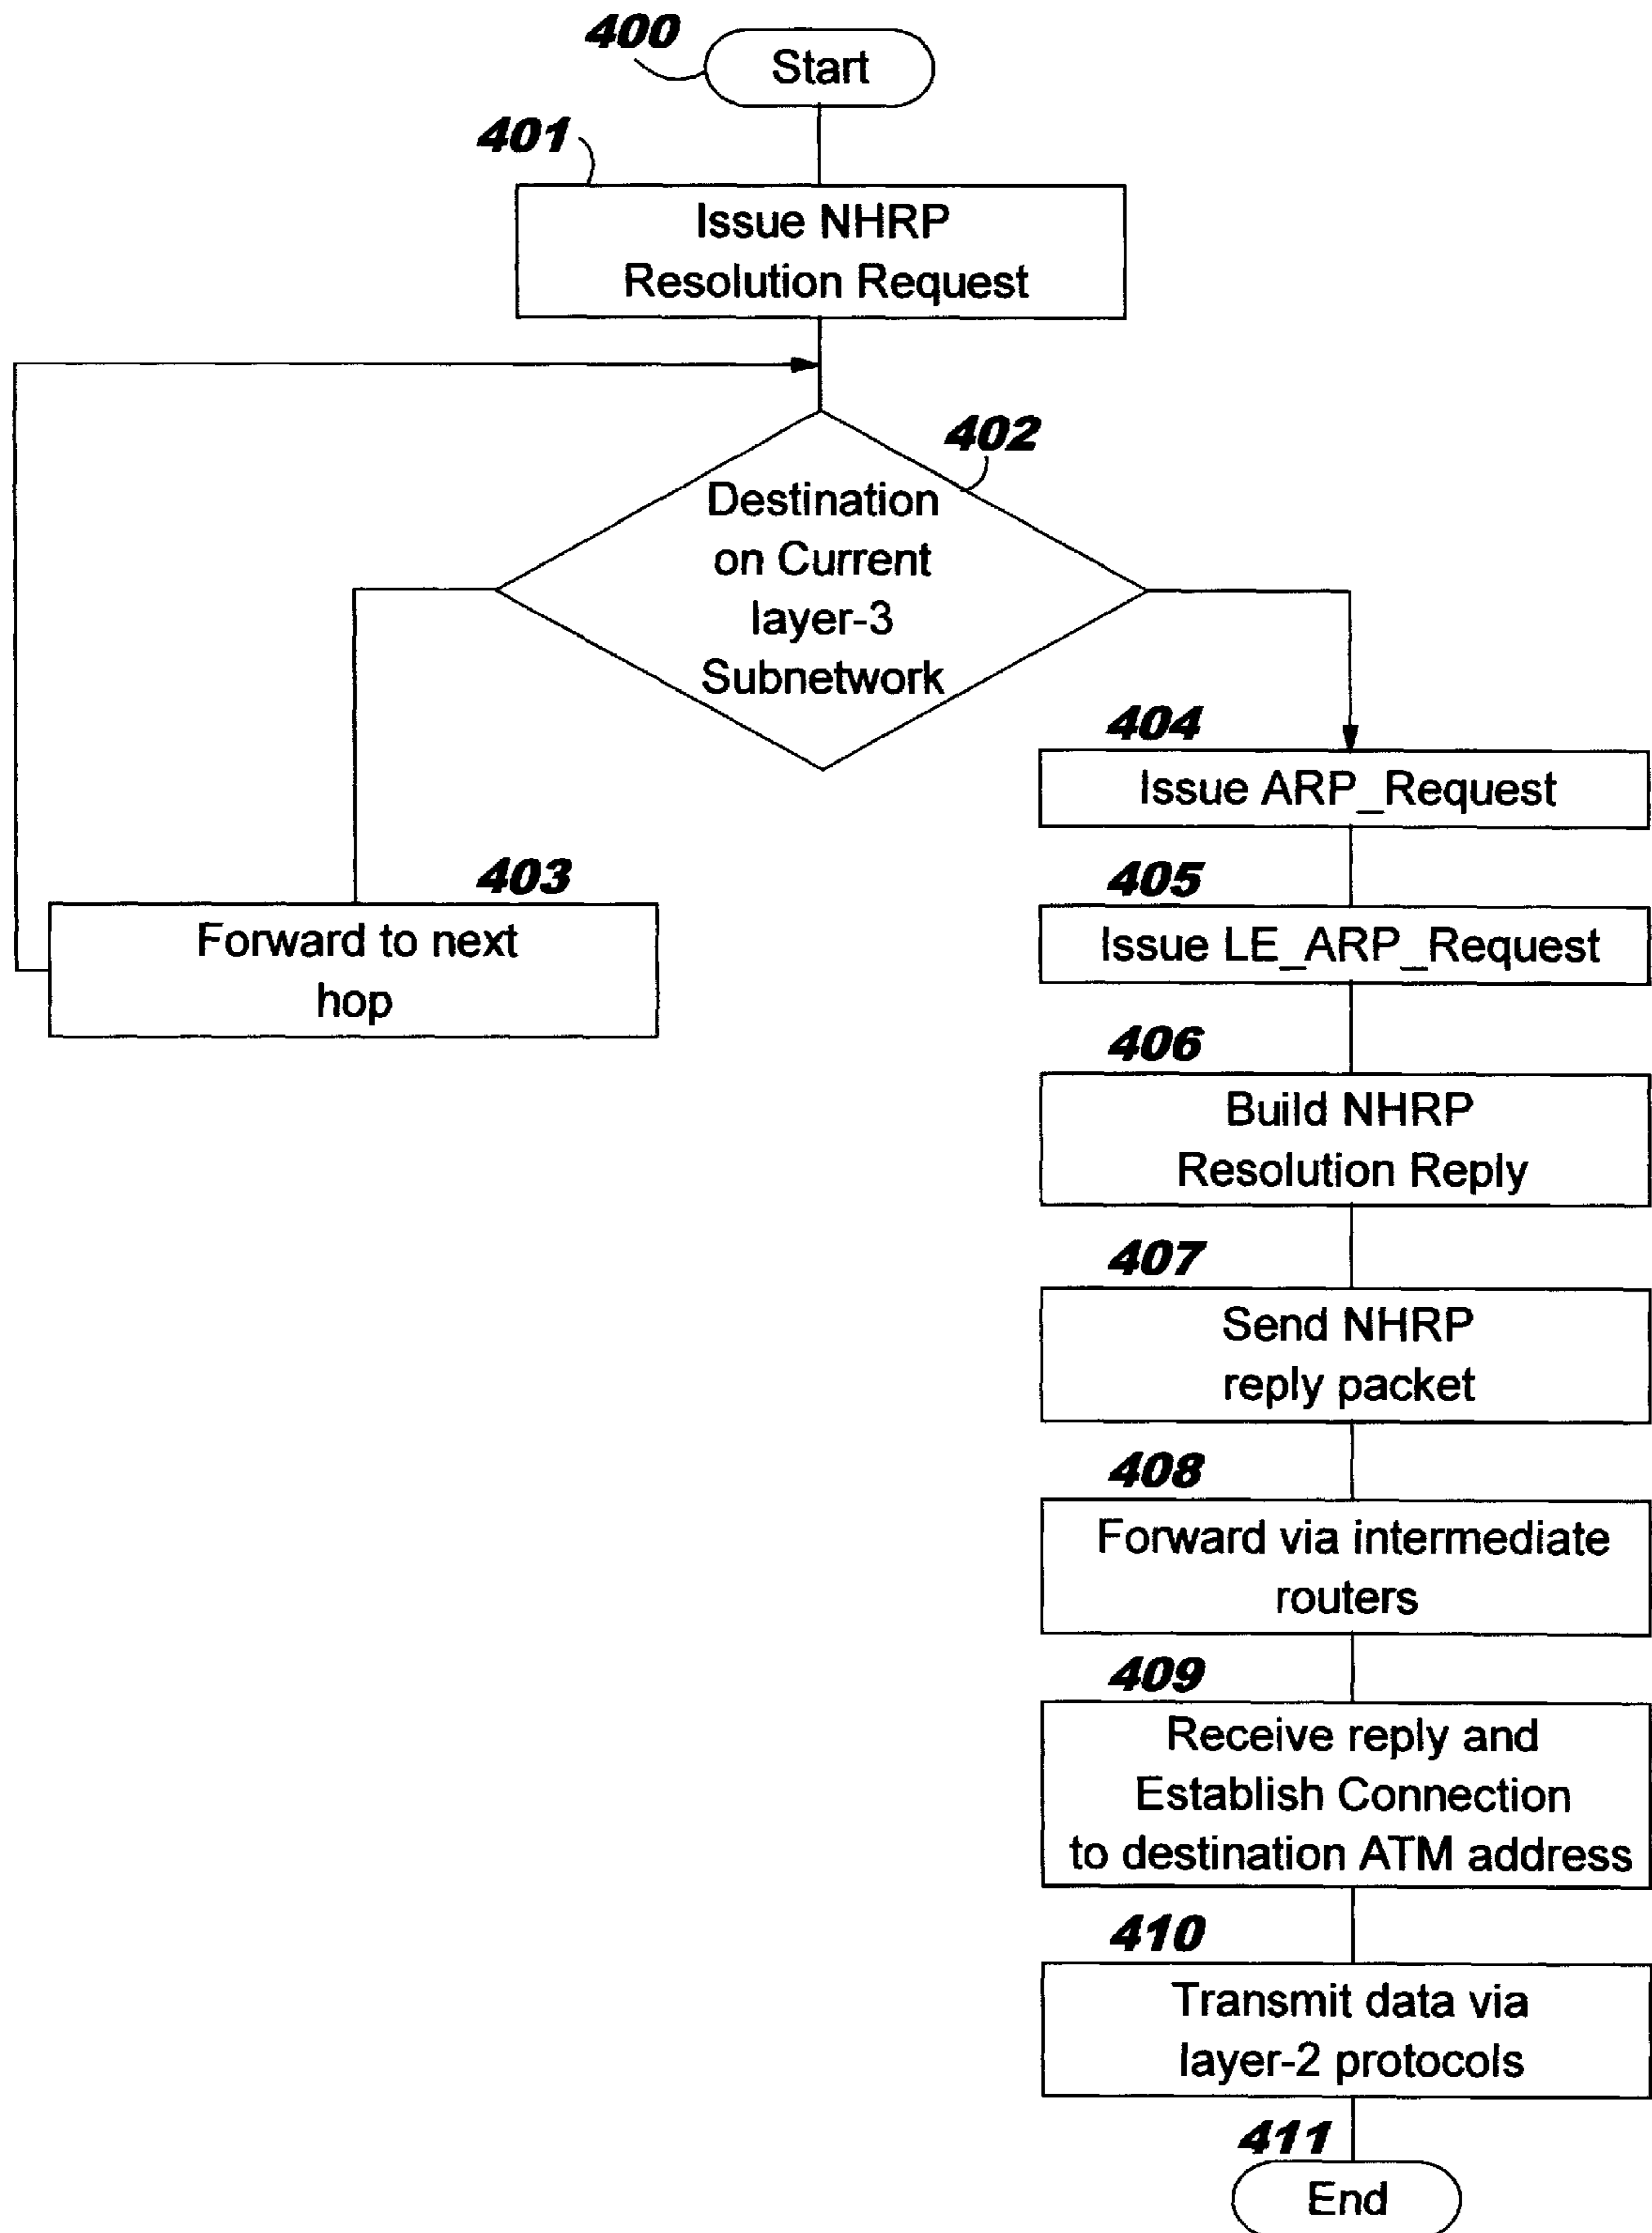 400
Start
401
Issue NHRP
Resolution Request
402
Destination
on Current
layer-3
Subnetwork
403
Forward to next
hop
404
Issue ARP_Request
405
Issue LE_ARP_Request
406
Build NHRP
Resolution Reply
407
Send NHRP
reply packet
408
Forward via intermediate
routers
409
Receive reply and
Establish Connection
to destination ATM address
410
Transmit data via
layer-2 protocols
411
End